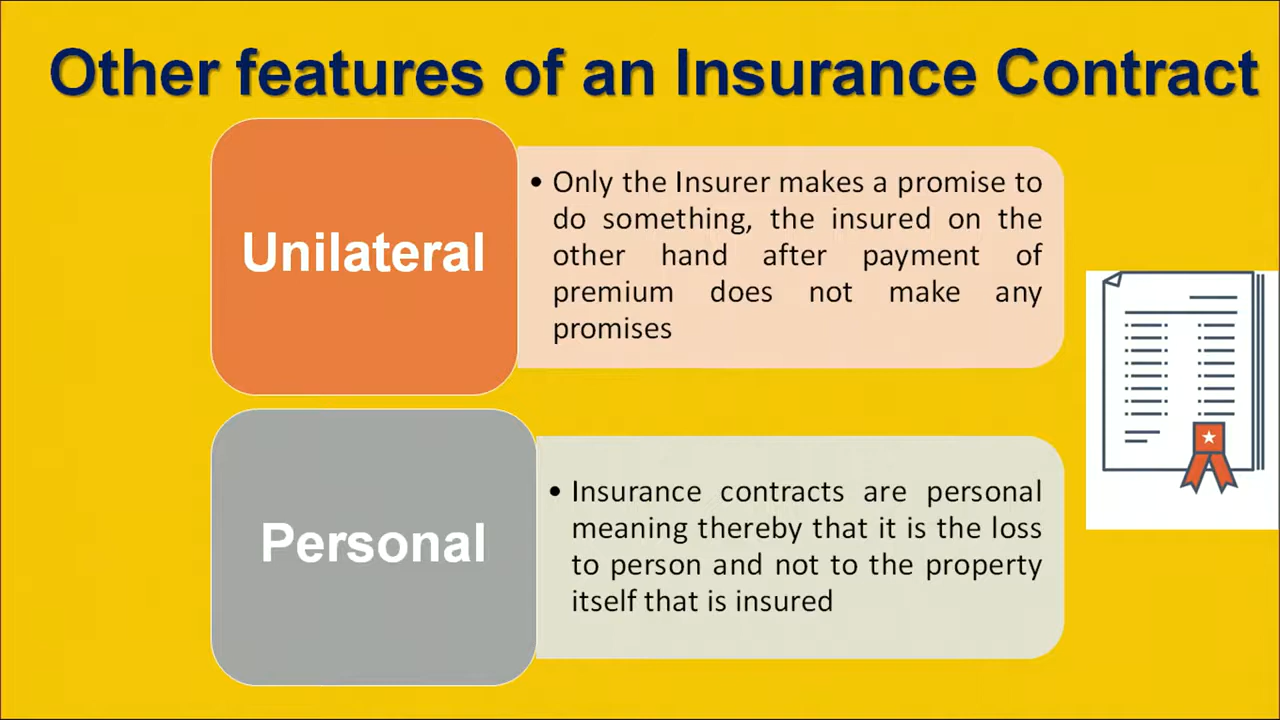 Other features of an Insurance Contract
Unilateral
• Only the Insurer makes a promise to
do something, the insured on the
other hand after payment of
premium does not make any
promises
Personal
• Insurance contracts are personal
meaning thereby that it is the loss
to person and not to the property
itself that is insured